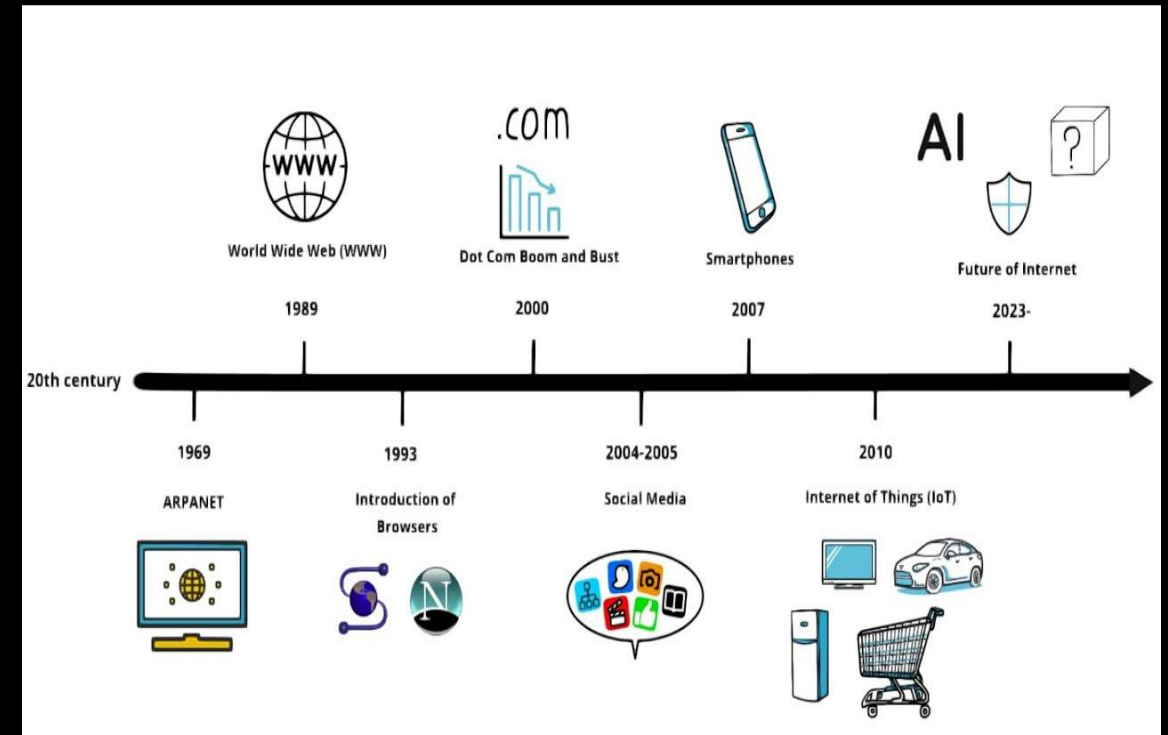 WWW
World Wide Web (WWW)
1989
.com
Dot Com Boom and Bust
2000
Smartphones
2007
AI
?
Future of Internet
2023-
20th century
1969
ARPANET
1993
Introduction of
Browsers
N
2004-2005
Social Media
2010
Internet of Things (IoT)